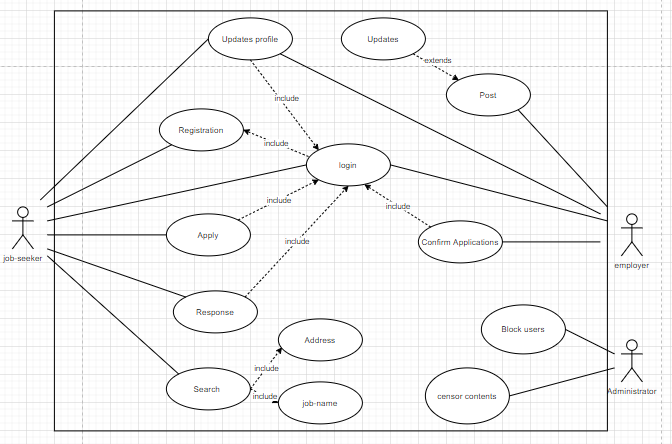 Updates profile
Updates
extends
Post
include
Registration
include
login
include
include
Apply
Confirm Applications
include
job-seeker
employer
Response
Block users
Address
include
Search
include
job-name
censor contents
Administrator